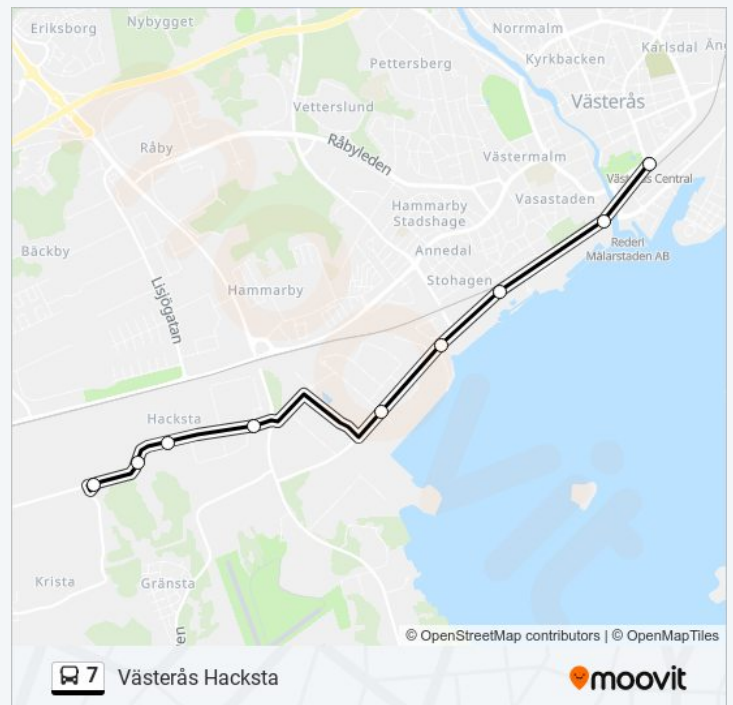 Nybygget
Eriksborg
Norrmalm
Karlsdal
Kyrkbacken
Pettersberg
Västerås
Vetterslund
Råbyleden
Råby
Västermalm
Västerås Central
Vasastaden
Hammarby
Stadshage
Rederi
Mälarstaden AB
Bäckby
Annedal
Stohagen
Lisjögatan
Hammarby
Hacksta
Krista
Gränsta
© OpenStreetMap contributors | © OpenMapTiles
7 Västerås Hacksta
moovit